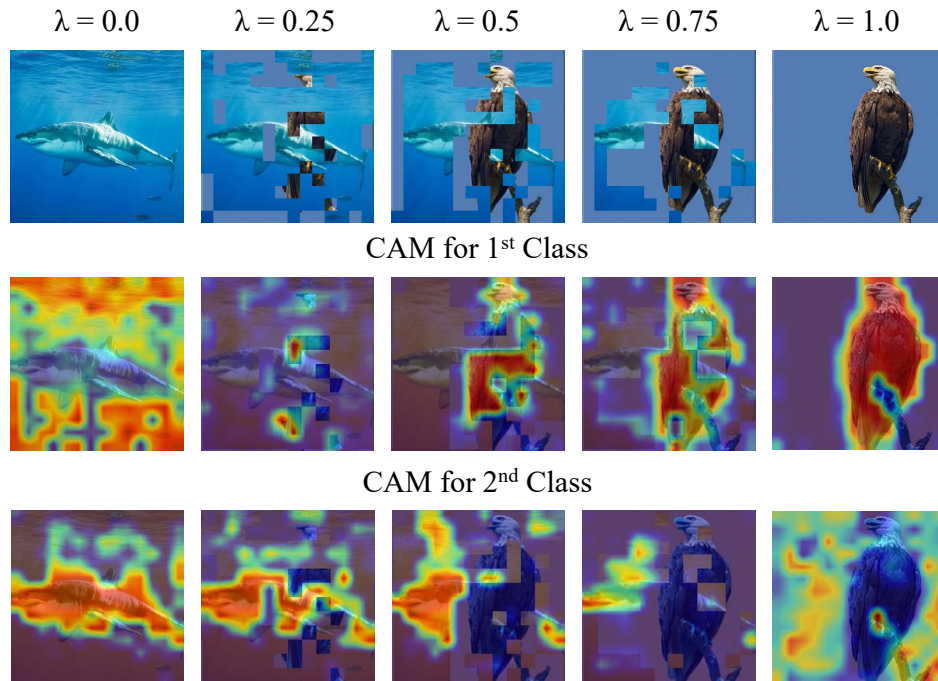 λ = 0.0 λ = 0.25 λ = 0.5 λ = 0.75 λ = 1.0
CAM for 1st Class
CAM for 2nd Class